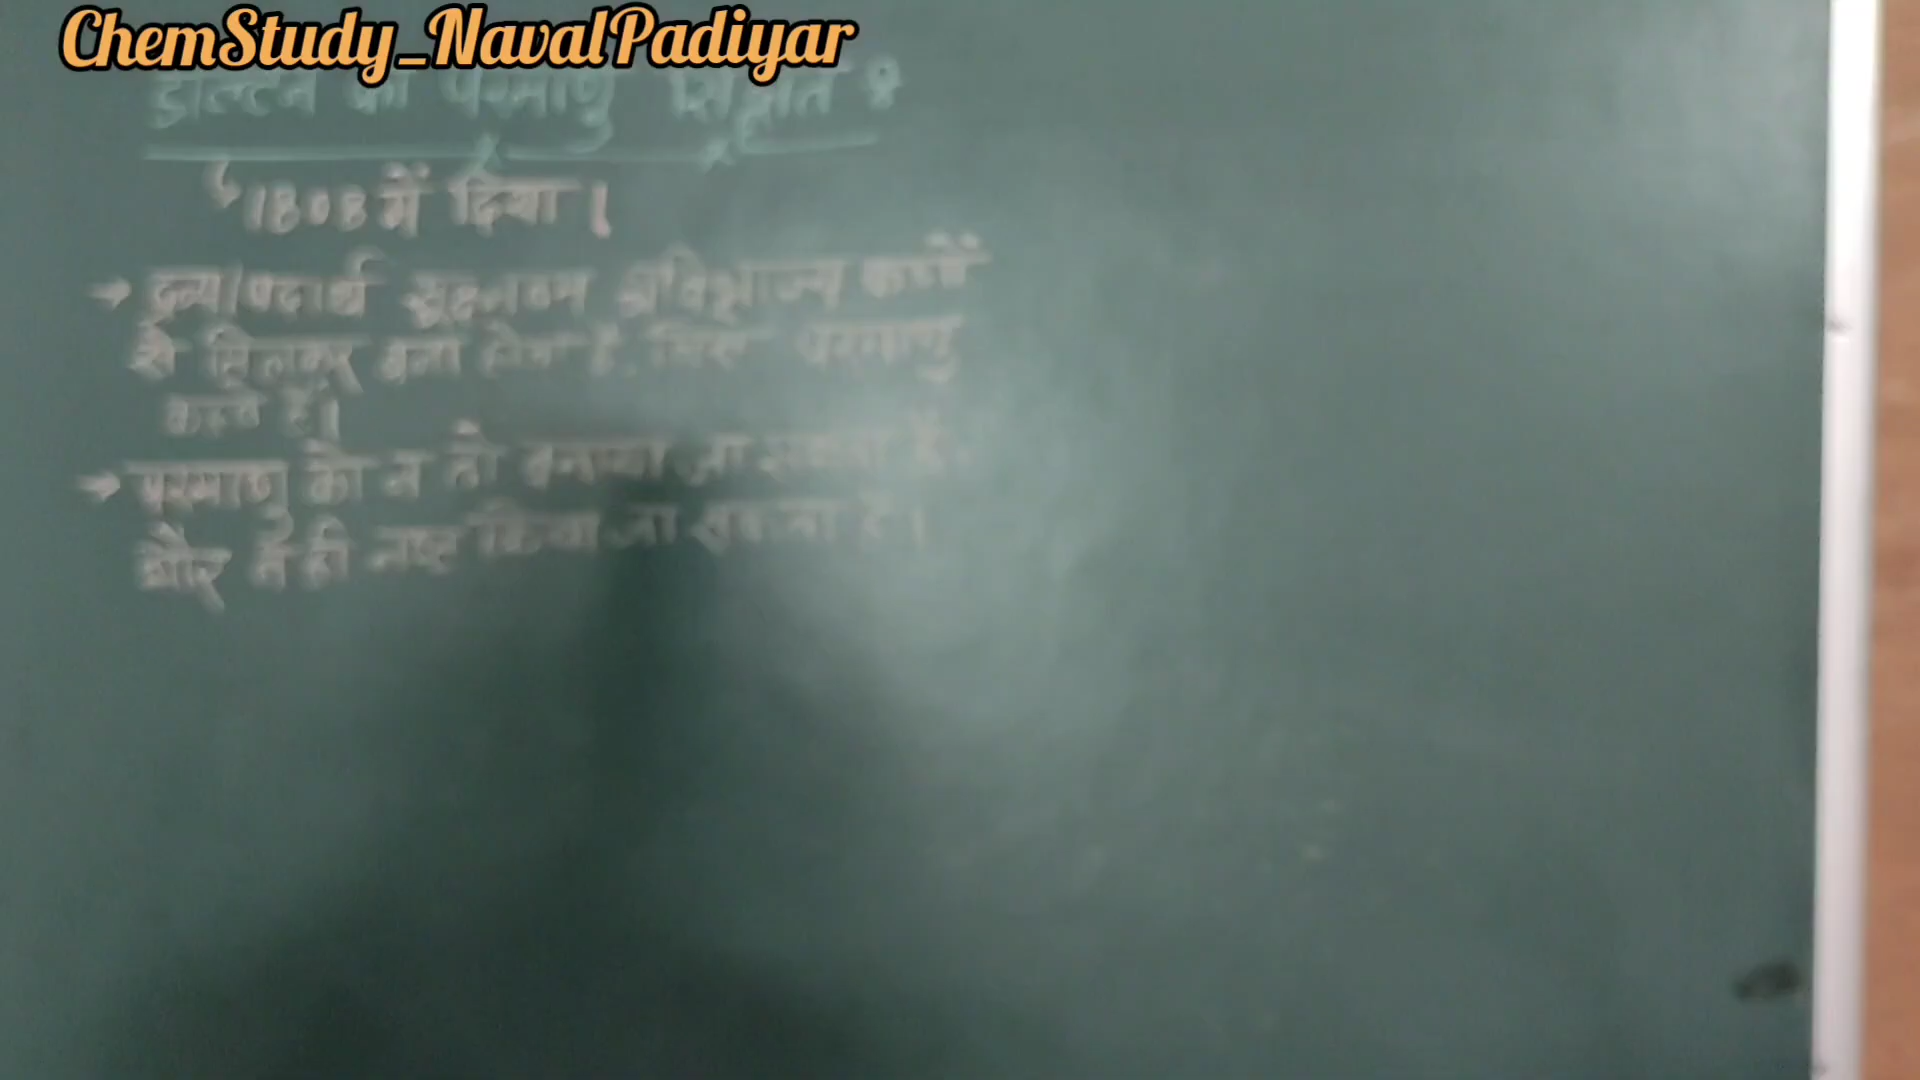 ChemStudy_NavalPadiyar
डाल्टन का परमाणु सिद्धांत :
1808 में दिया।
→ द्रव्य/पदार्थ सूक्ष्मतम अविभाज्य कणों
से मिलकर बना होता है, जिसे परमाणु
कहते हैं।
→ परमाणु को न तो बनाया जा सकता है,
और न ही नष्ट किया जा सकता है।